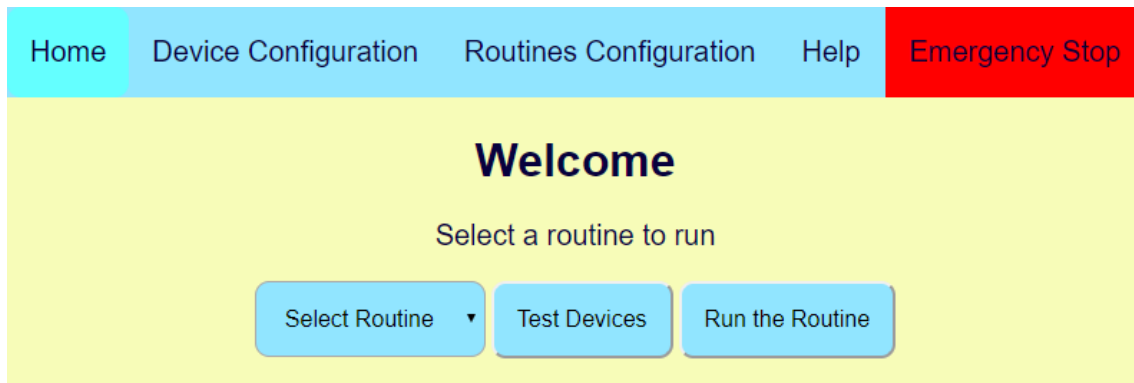 Home Device Configuration Routines Configuration Help Emergency Stop
Welcome
Select a routine to run
Select Routine Test Devices Run the Routine